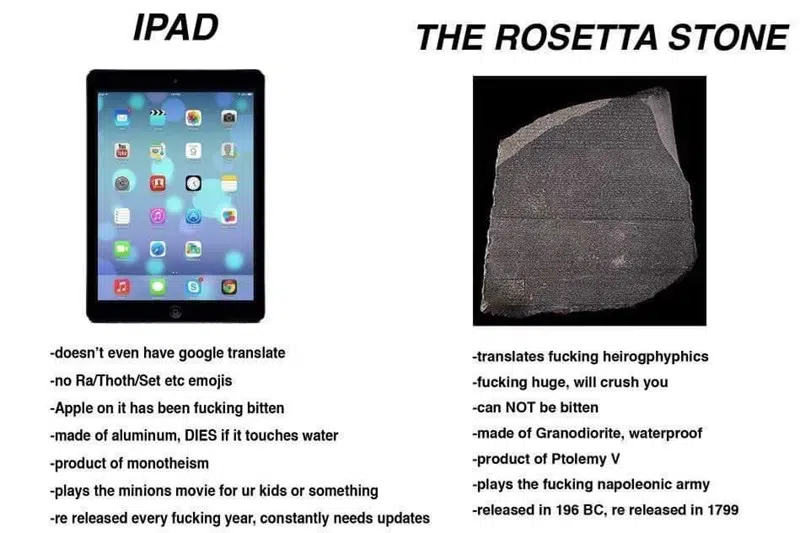 IPAD
-doesn't even have google translate
-no Ra/Thoth/Set etc emojis
-Apple on it has been fucking bitten
-made of aluminum, DIES if it touches water
-product of monotheism
-plays the minions movie for ur kids or something
-re released every fucking year, constantly needs updates
THE ROSETTA STONE
-translates fucking heirogphyphics
-fucking huge, will crush you
-can NOT be bitten
-made of Granodiorite, waterproof
-product of Ptolemy V
-plays the fucking napoleonic army
-released in 196 BC, re released in 1799